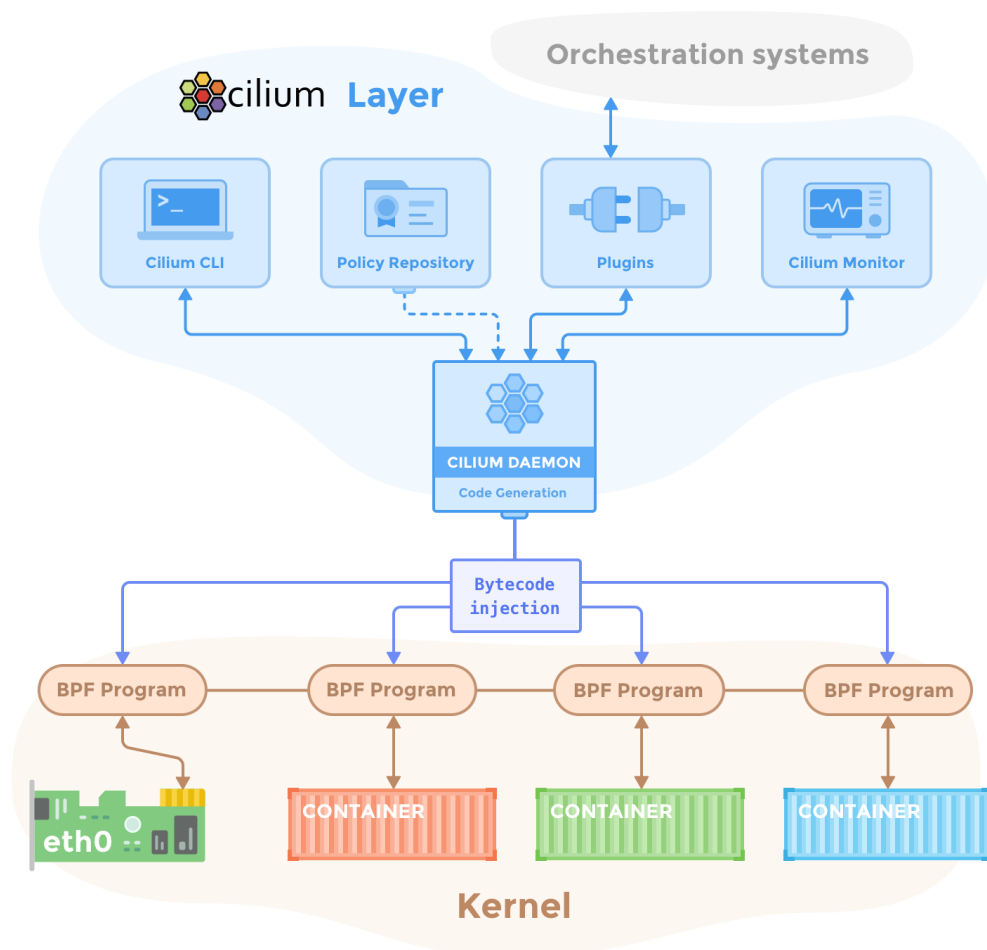 Orchestration systems
cilium Layer
>_
Cilium CLI
Policy Repository
Plugins
Cilium Monitor
CILIUM DAEMON
Code Generation
Bytecode
injection
BPF Program
BPF Program
BPF Program
BPF Program
eth0
CONTAINER
CONTAINER
CONTAINER
Kernel